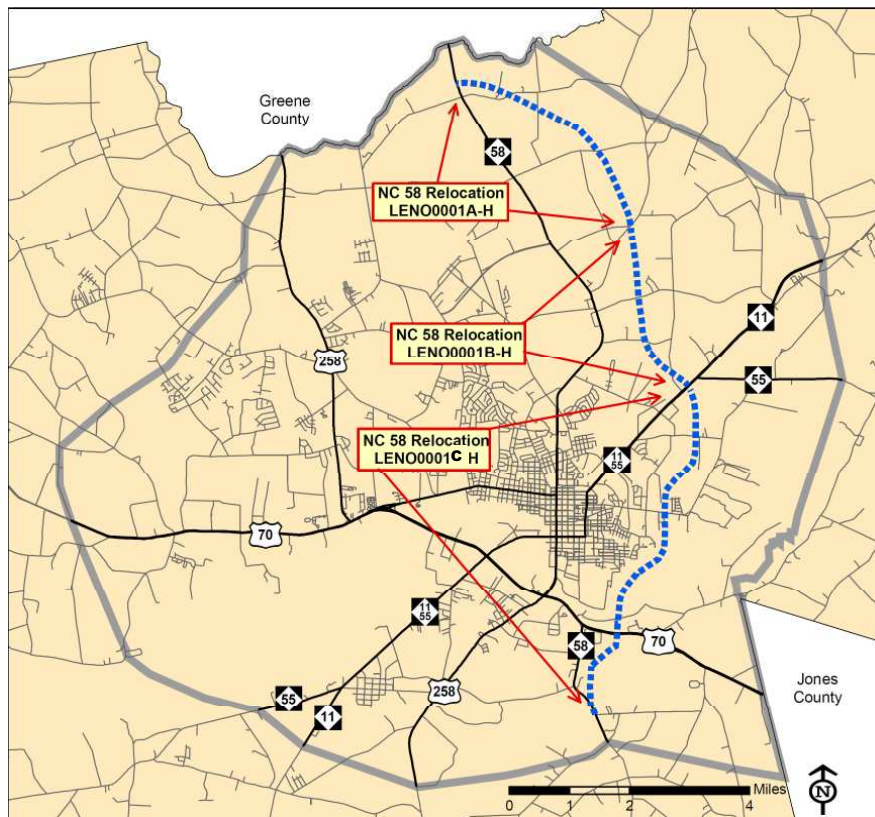 Greene
County
58
NC 58 Relocation
LENO0001A-H
11
NC 58 Relocation
LENO0001B-H
258
55
NC 58 Relocation
LENO0001C H
11
55
70
11
55
58
70
Jones
County
258
55
11
Miles
0 1 2 4
N